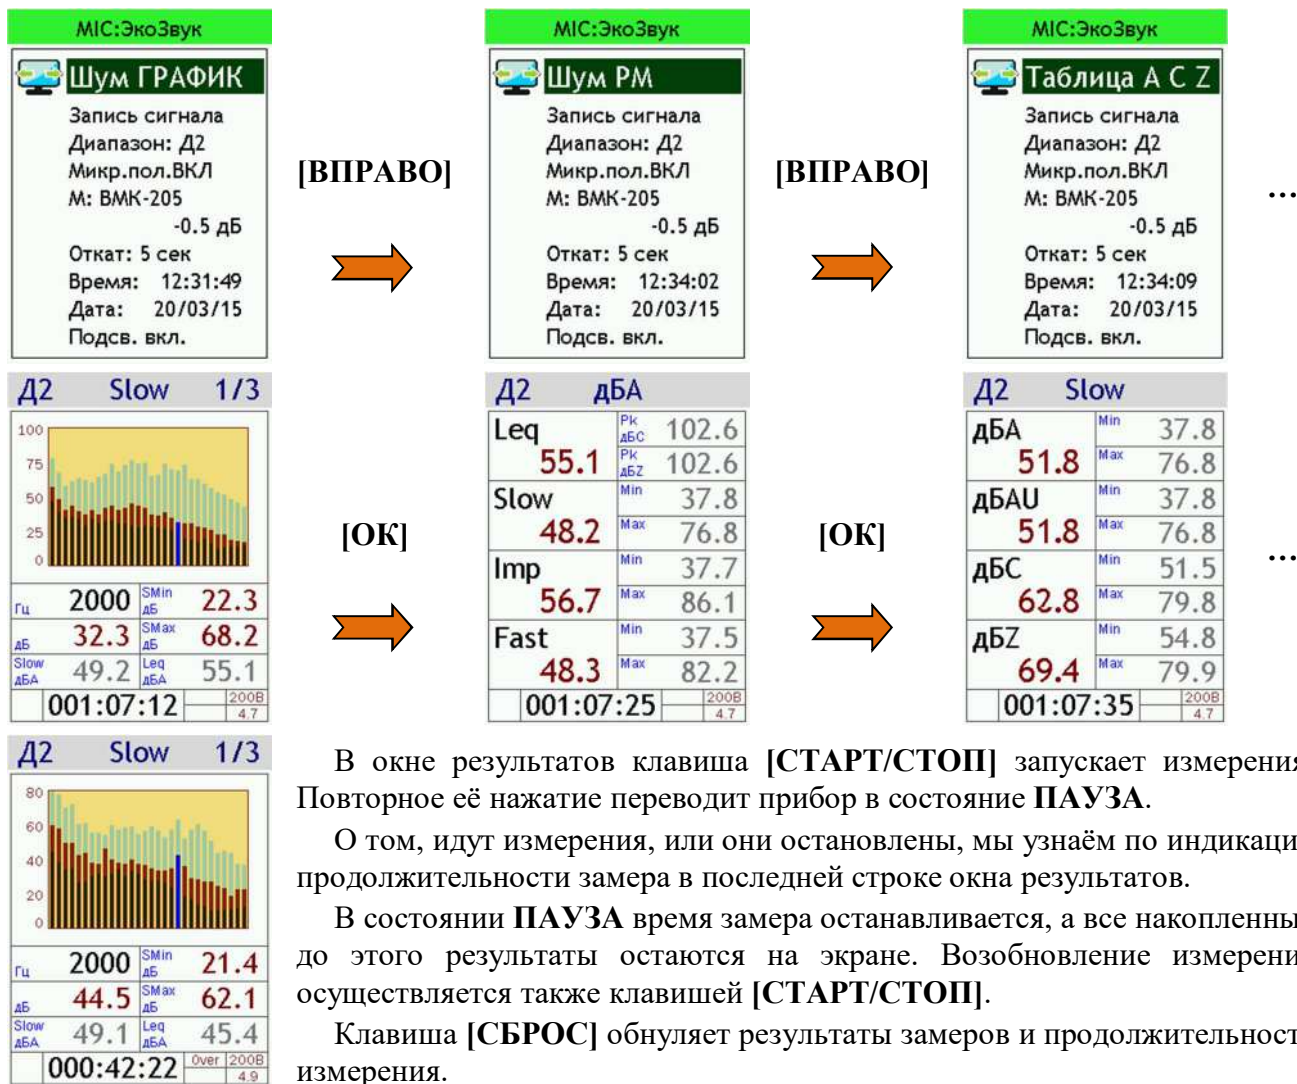 MIC:ЭкоЗвук
Шум ГРАФИК
Запись сигнала
Диапазон: Д2
Микр.пол.ВКЛ
М: ВМК-205
-0.5 дБ
Откат: 5 сек
Время: 12:31:49
Дата: 20/03/15
Подсв. вкл.
[ВПРАВО]
MIC:ЭкоЗвук
Шум РМ
Запись сигнала
Диапазон: Д2
Микр.пол.ВКЛ
М: ВМК-205
-0.5 дБ
Откат: 5 сек
Время: 12:34:02
Дата: 20/03/15
Подсв. вкл.
[ВПРАВО]
MIC:ЭкоЗвук
Таблица A C Z
Запись сигнала
Диапазон: Д2
Микр.пол.ВКЛ
М: ВМК-205
-0.5 дБ
Откат: 5 сек
Время: 12:34:09
Дата: 20/03/15
Подсв. вкл.
...
Д2 Slow 1/3
100
75
50
25
0
Гц 2000 SMin дБ 22.3
дБ 32.3 SMax дБ 68.2
Slow дБА 49.2 Leq дБА 55.1
001:07:12 200В 4.7
[ОК]
Д2 дБА
Leq 55.1 Pk дБС 102.6
Pk дБZ 102.6
Slow 48.2 Min 37.8
Max 76.8
Imp 56.7 Min 37.7
Max 86.1
Fast 48.3 Min 37.5
Max 82.2
001:07:25 200В 4.7
[ОК]
Д2 Slow
дБА 51.8 Min 37.8
Max 76.8
дБAU 51.8 Min 37.8
Max 76.8
дБС 62.8 Min 51.5
Max 79.8
дБZ 69.4 Min 54.8
Max 79.9
001:07:35 200В 4.7
...
Д2 Slow 1/3
80
60
40
20
0
Гц 2000 SMin дБ 21.4
дБ 44.5 SMax дБ 62.1
Slow дБА 49.1 Leq дБА 45.4
000:42:22 Over 200В 4.9
В окне результатов клавиша [СТАРТ/СТОП] запускает измерения
Повторное её нажатие переводит прибор в состояние ПАУЗА.
О том, идут измерения, или они остановлены, мы узнаём по индикаци
продолжительности замера в последней строке окна результатов.
В состоянии ПАУЗА время замера останавливается, а все накопленны
до этого результаты остаются на экране. Возобновление измерени
осуществляется также клавишей [СТАРТ/СТОП].
Клавиша [СБРОС] обнуляет результаты замеров и продолжительност
измерения.